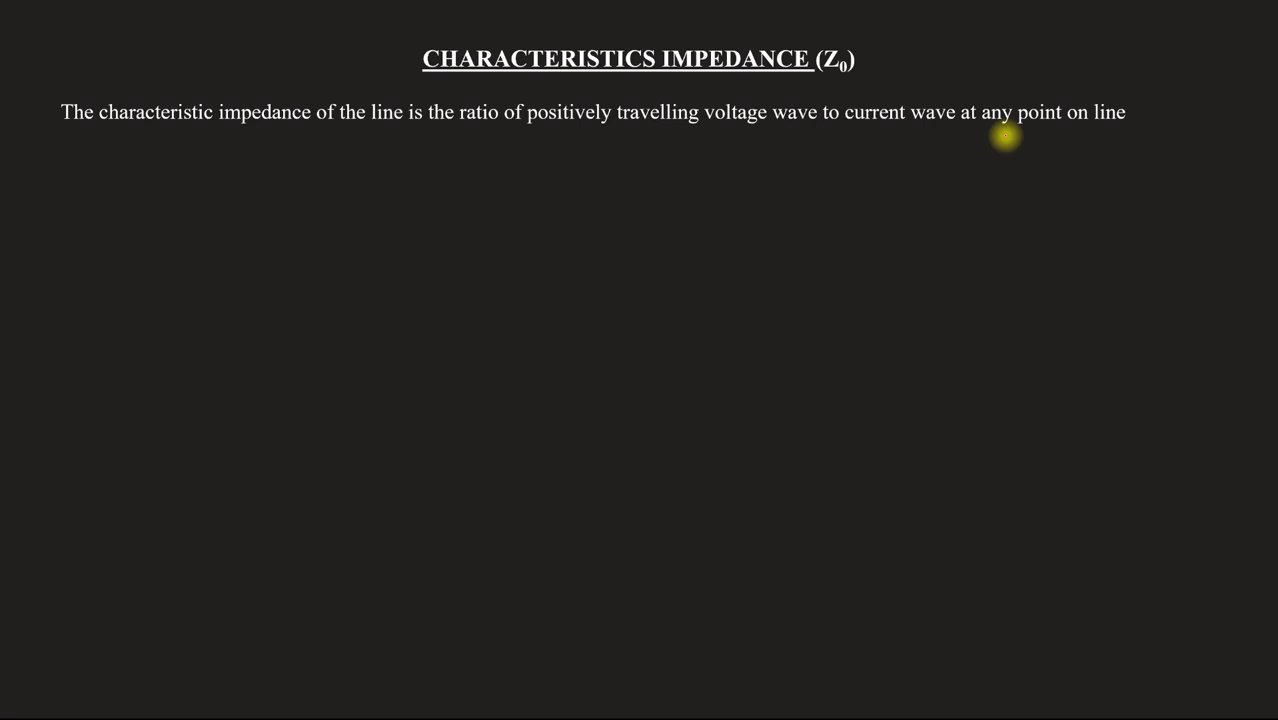 CHARACTERISTICS IMPEDANCE (Z₀)
The characteristic impedance of the line is the ratio of positively travelling voltage wave to current wave at any point on line